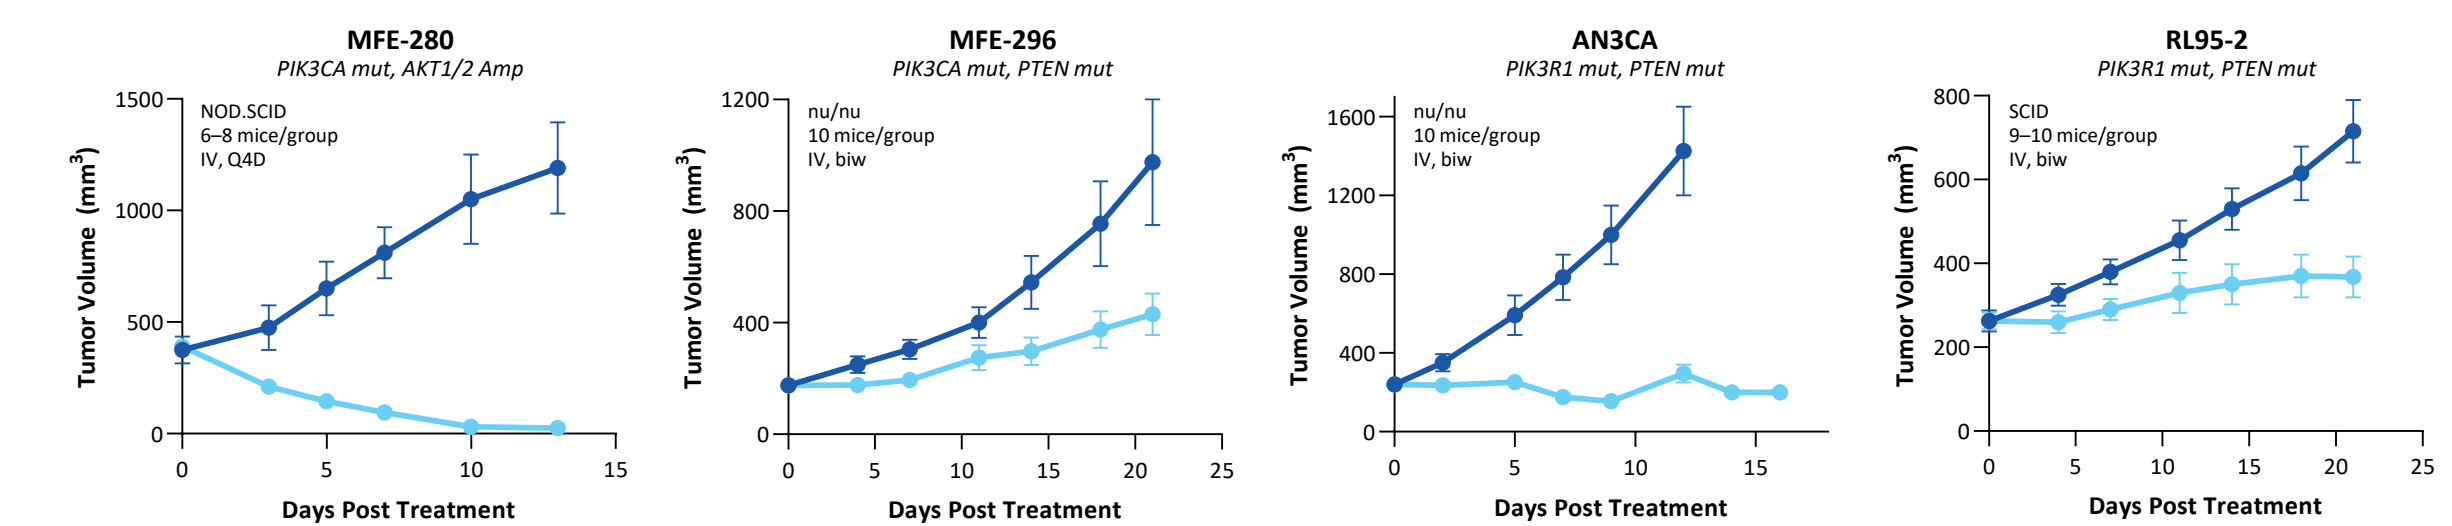 MFE-280
PIK3CA mut, AKT1/2 Amp
NOD.SCID
6–8 mice/group
IV, Q4D
Tumor Volume (mm³)
1500
1000
500
0
0 5 10 15
Days Post Treatment
MFE-296
PIK3CA mut, PTEN mut
nu/nu
10 mice/group
IV, biw
Tumor Volume (mm³)
1200
800
400
0
0 5 10 15 20 25
Days Post Treatment
AN3CA
PIK3R1 mut, PTEN mut
nu/nu
10 mice/group
IV, biw
Tumor Volume (mm³)
1600
1200
800
400
0
0 5 10 15
Days Post Treatment
RL95-2
PIK3R1 mut, PTEN mut
SCID
9–10 mice/group
IV, biw
Tumor Volume (mm³)
800
600
400
200
0
0 5 10 15 20 25
Days Post Treatment